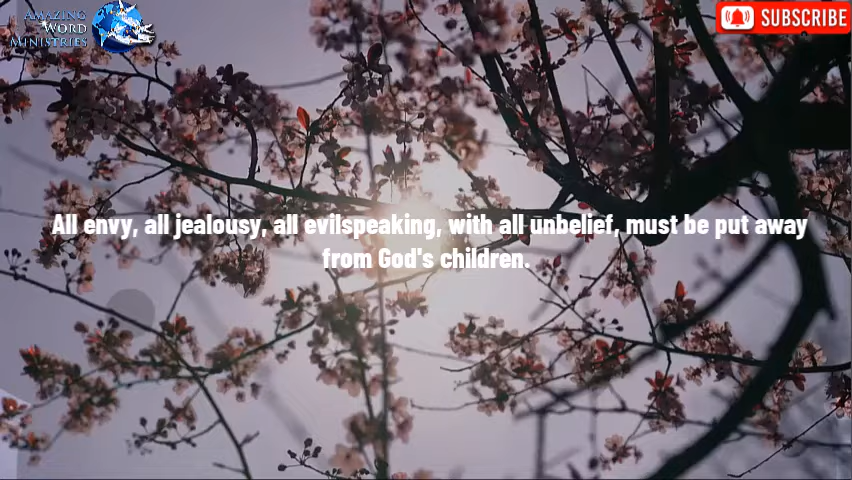 AMAZING
WORD
MINISTRIES
SUBSCRIBE
All envy, all jealousy, all evilspeaking, with all unbelief, must be put away
from God's children.